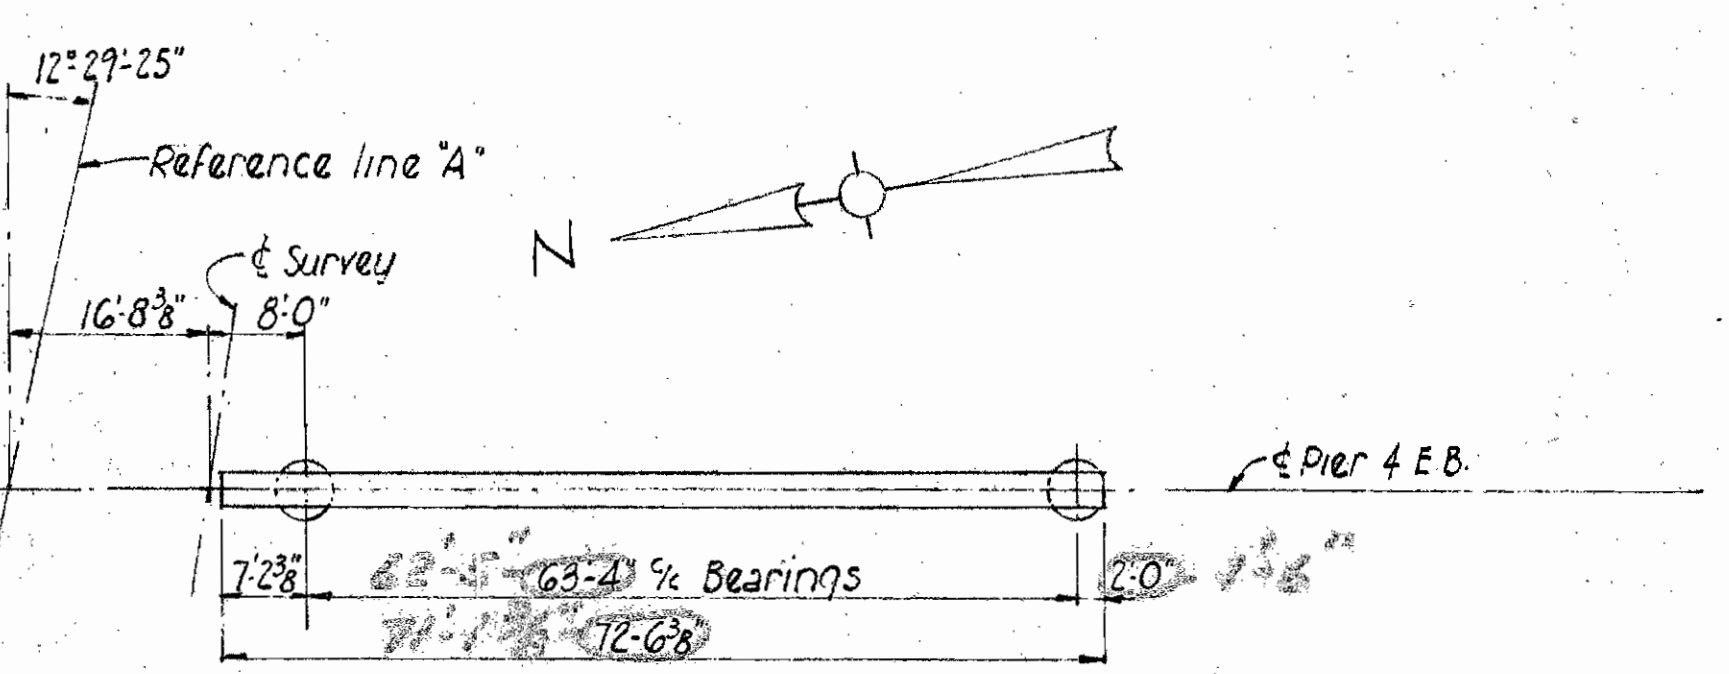 12°-29'-25"
Reference line "A"
℄ Survey
N
16'-8⅜" 8'-0"
℄ Pier 4 E.B.
7'-2⅜" 63'-4" c/c Bearings 2'-0"
72'-6⅜"